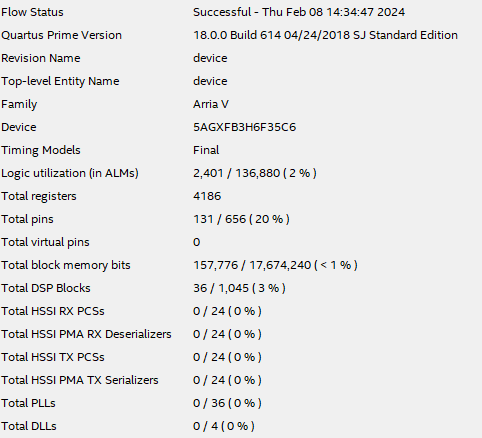 Flow Status Successful - Thu Feb 08 14:34:47 2024
Quartus Prime Version 18.0.0 Build 614 04/24/2018 SJ Standard Edition
Revision Name device
Top-level Entity Name device
Family Arria V
Device 5AGXFB3H6F35C6
Timing Models Final
Logic utilization (in ALMs) 2,401 / 136,880 ( 2 % )
Total registers 4186
Total pins 131 / 656 ( 20 % )
Total virtual pins 0
Total block memory bits 157,776 / 17,674,240 ( < 1 % )
Total DSP Blocks 36 / 1,045 ( 3 % )
Total HSSI RX PCSs 0 / 24 ( 0 % )
Total HSSI PMA RX Deserializers 0 / 24 ( 0 % )
Total HSSI TX PCSs 0 / 24 ( 0 % )
Total HSSI PMA TX Serializers 0 / 24 ( 0 % )
Total PLLs 0 / 36 ( 0 % )
Total DLLs 0 / 4 ( 0 % )